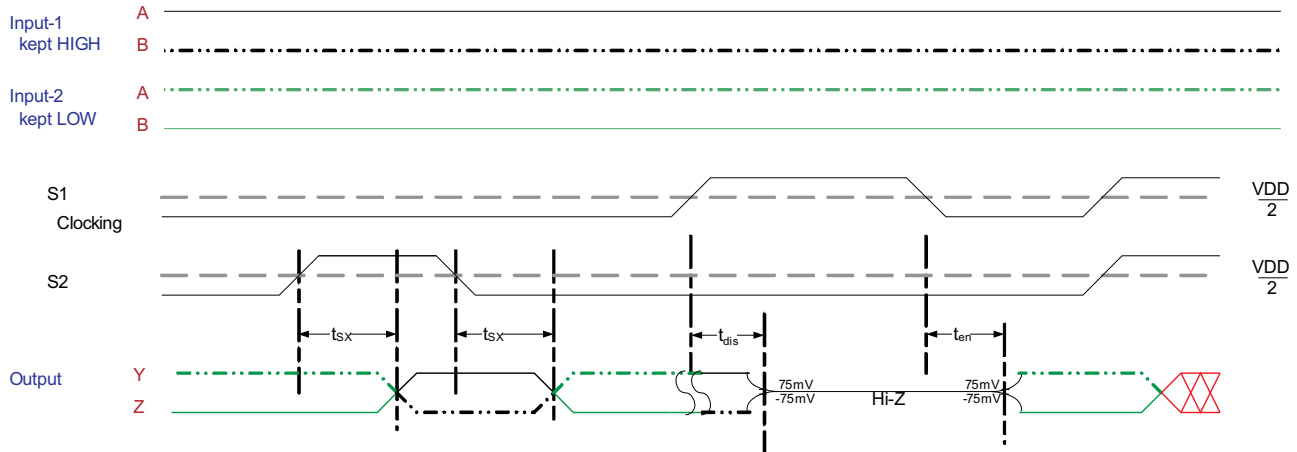 Input-1
kept HIGH
A
B
Input-2
kept LOW
A
B
S1
Clocking
VDD
2
S2
VDD
2
tSX
tSX
tdis
ten
Output
Y
Z
75mV
-75mV
Hi-Z
75mV
-75mV